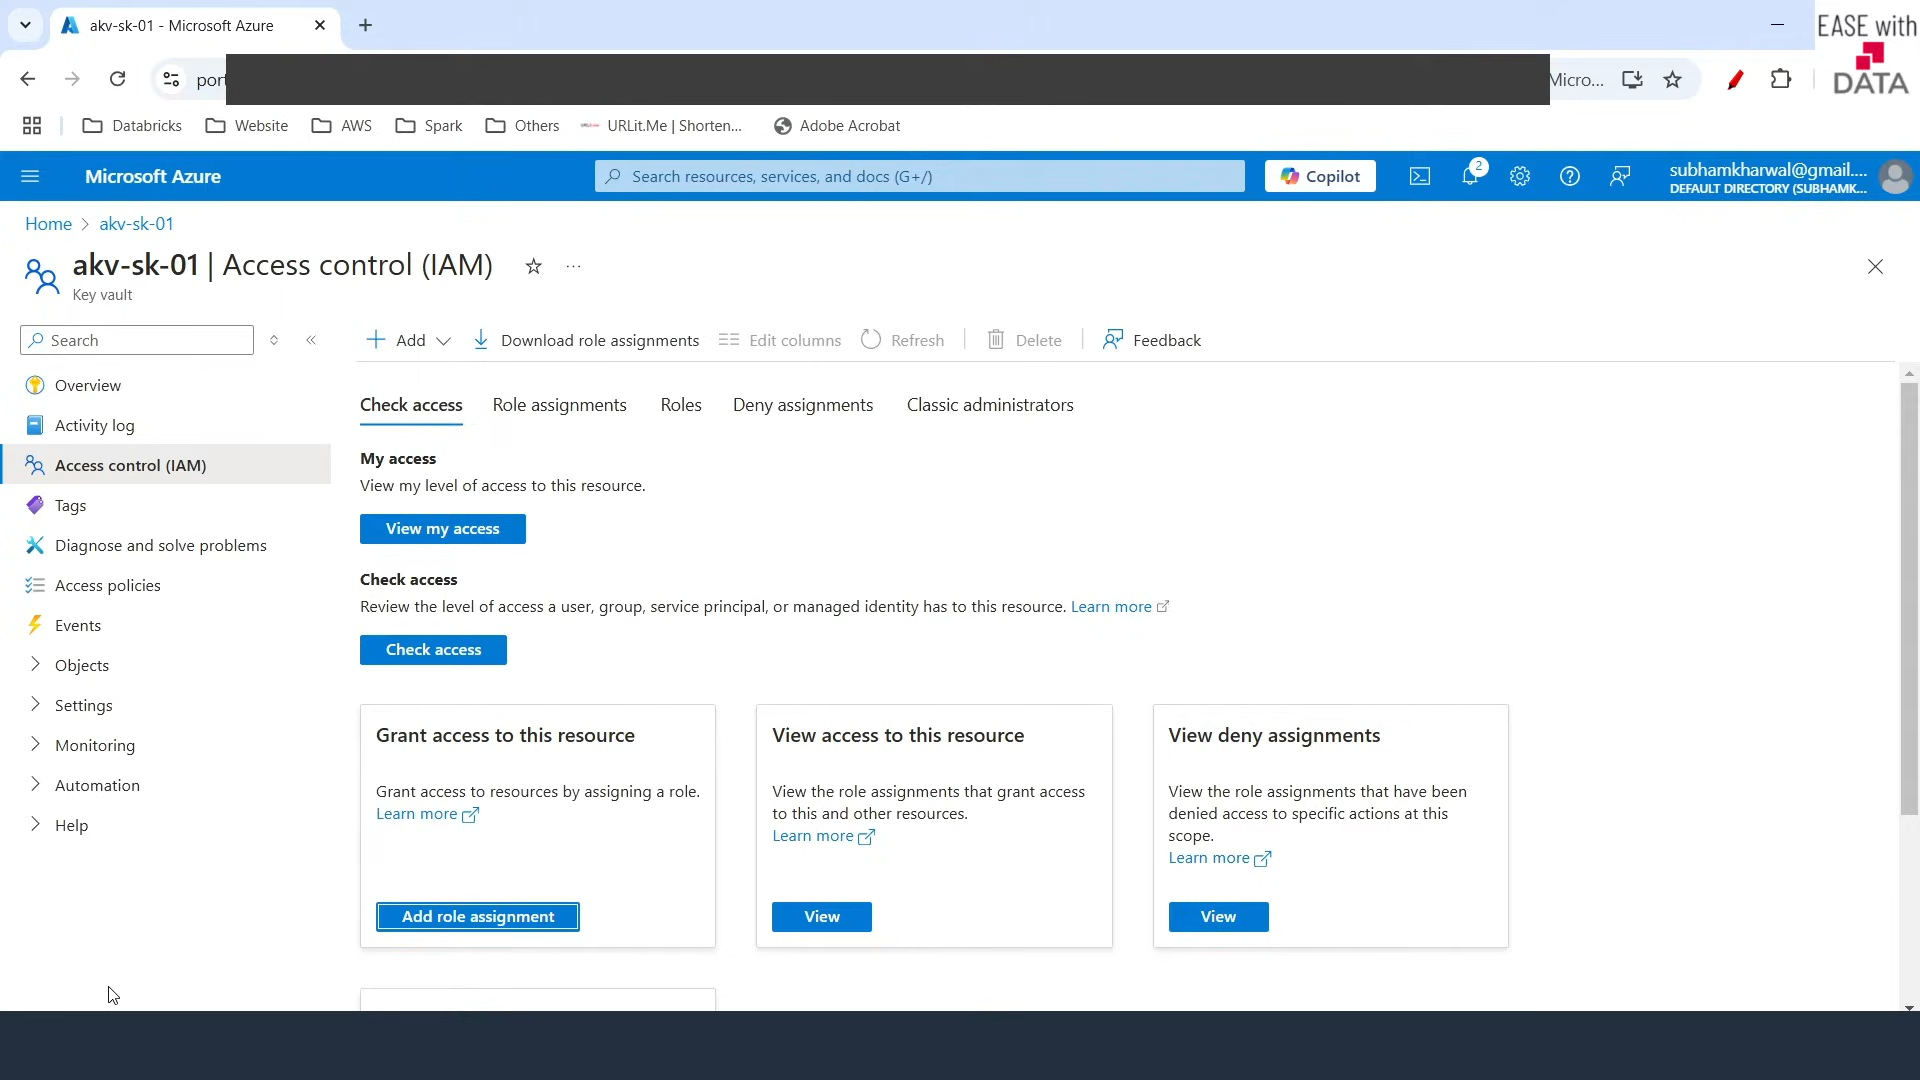 akv-sk-01 - Microsoft Azure
EASE with
DATA
port
Micro...
Databricks
Website
AWS
Spark
Others
URLit.Me | Shorten...
Adobe Acrobat
Microsoft Azure
Search resources, services, and docs (G+/)
Copilot
2
subhamkharwal@gmail....
DEFAULT DIRECTORY (SUBHAMK...
Home > akv-sk-01
akv-sk-01 | Access control (IAM)
Key vault
Search
Add
Download role assignments
Edit columns
Refresh
Delete
Feedback
Overview
Activity log
Access control (IAM)
Tags
Diagnose and solve problems
Access policies
Events
Objects
Settings
Monitoring
Automation
Help
Check access
Role assignments
Roles
Deny assignments
Classic administrators
My access
View my level of access to this resource.
View my access
Check access
Review the level of access a user, group, service principal, or managed identity has to this resource. Learn more
Check access
Grant access to this resource
Grant access to resources by assigning a role.
Learn more
Add role assignment
View access to this resource
View the role assignments that grant access
to this and other resources.
Learn more
View
View deny assignments
View the role assignments that have been
denied access to specific actions at this
scope.
Learn more
View